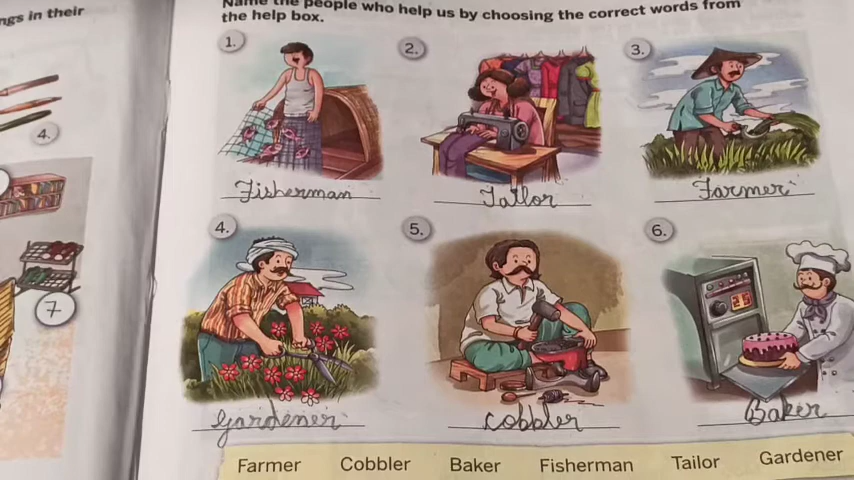 ngs in their
Name the people who help us by choosing the correct words from
the help box.
1.
2.
3.
4.
Fisherman
Tailor
Farmer
4.
5.
6.
7
Gardener
Cobbler
Baker
Farmer Cobbler Baker Fisherman Tailor Gardener